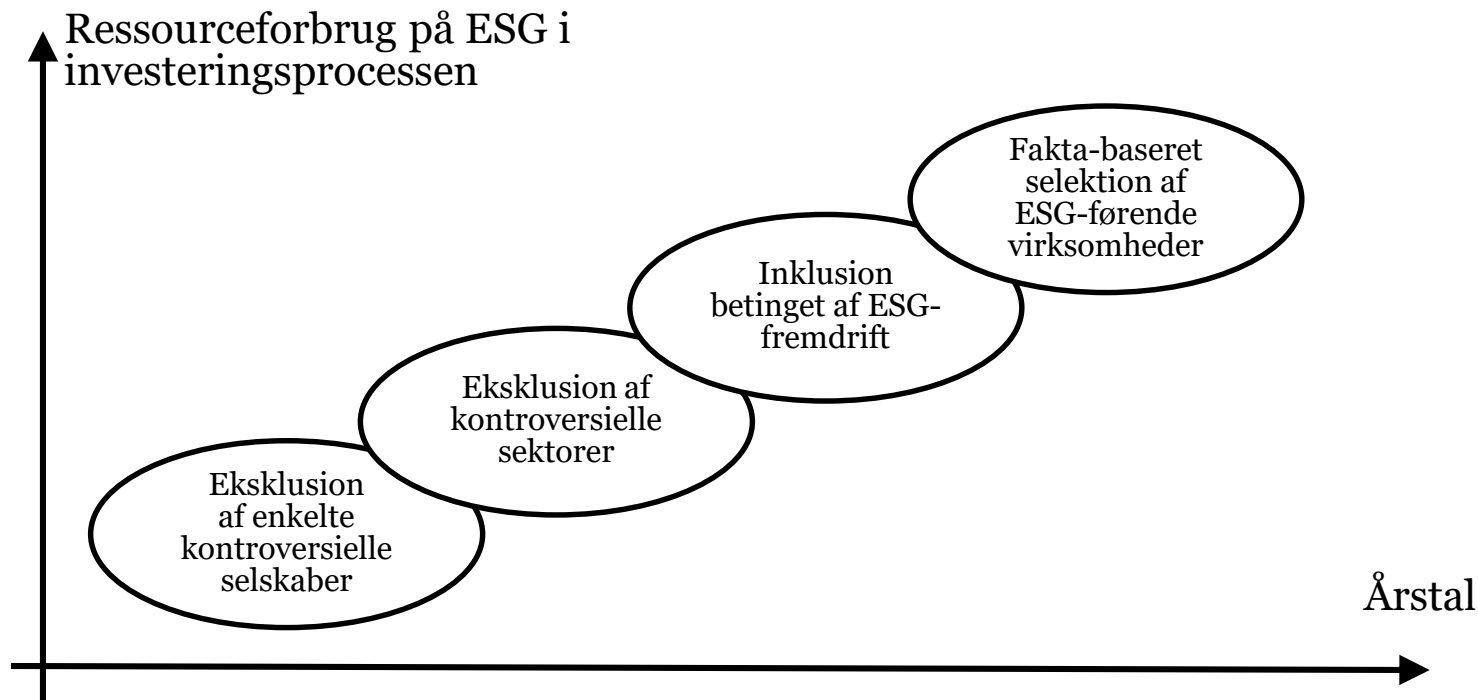 Ressourceforbrug på ESG i
investeringsprocessen
Fakta-baseret
selektion af
ESG-førende
virksomheder
Inklusion
betinget af ESG-
fremdrift
Eksklusion af
kontroversielle
sektorer
Eksklusion
af enkelte
kontroversielle
selskaber
Årstal